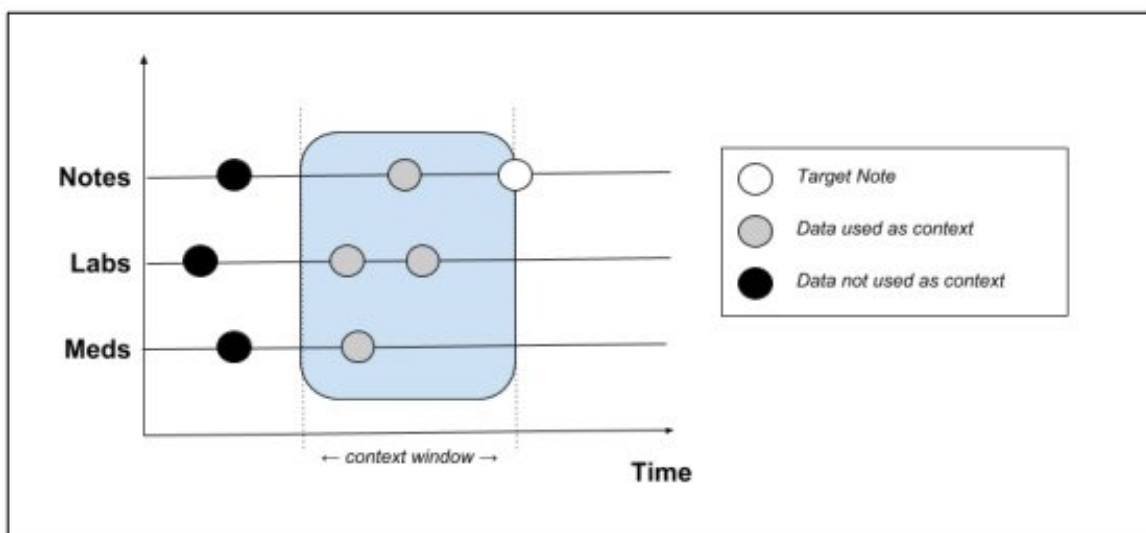 Notes
Labs
Meds
← context window →
Time
Target Note
Data used as context
Data not used as context